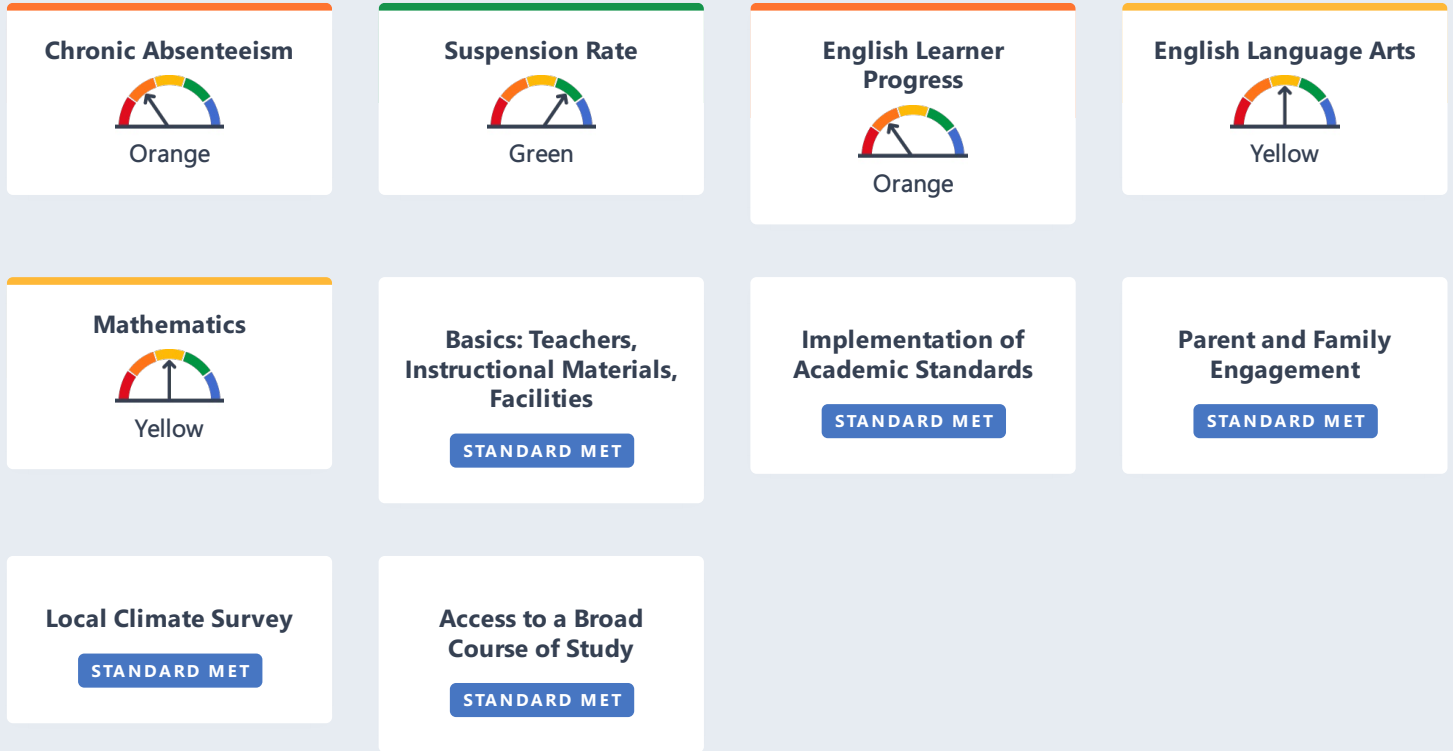 Chronic Absenteeism
Orange
Suspension Rate
Green
English Learner
Progress
Orange
English Language Arts
Yellow
Mathematics
Yellow
Basics: Teachers,
Instructional Materials,
Facilities
STANDARD MET
Implementation of
Academic Standards
STANDARD MET
Parent and Family
Engagement
STANDARD MET
Local Climate Survey
STANDARD MET
Access to a Broad
Course of Study
STANDARD MET